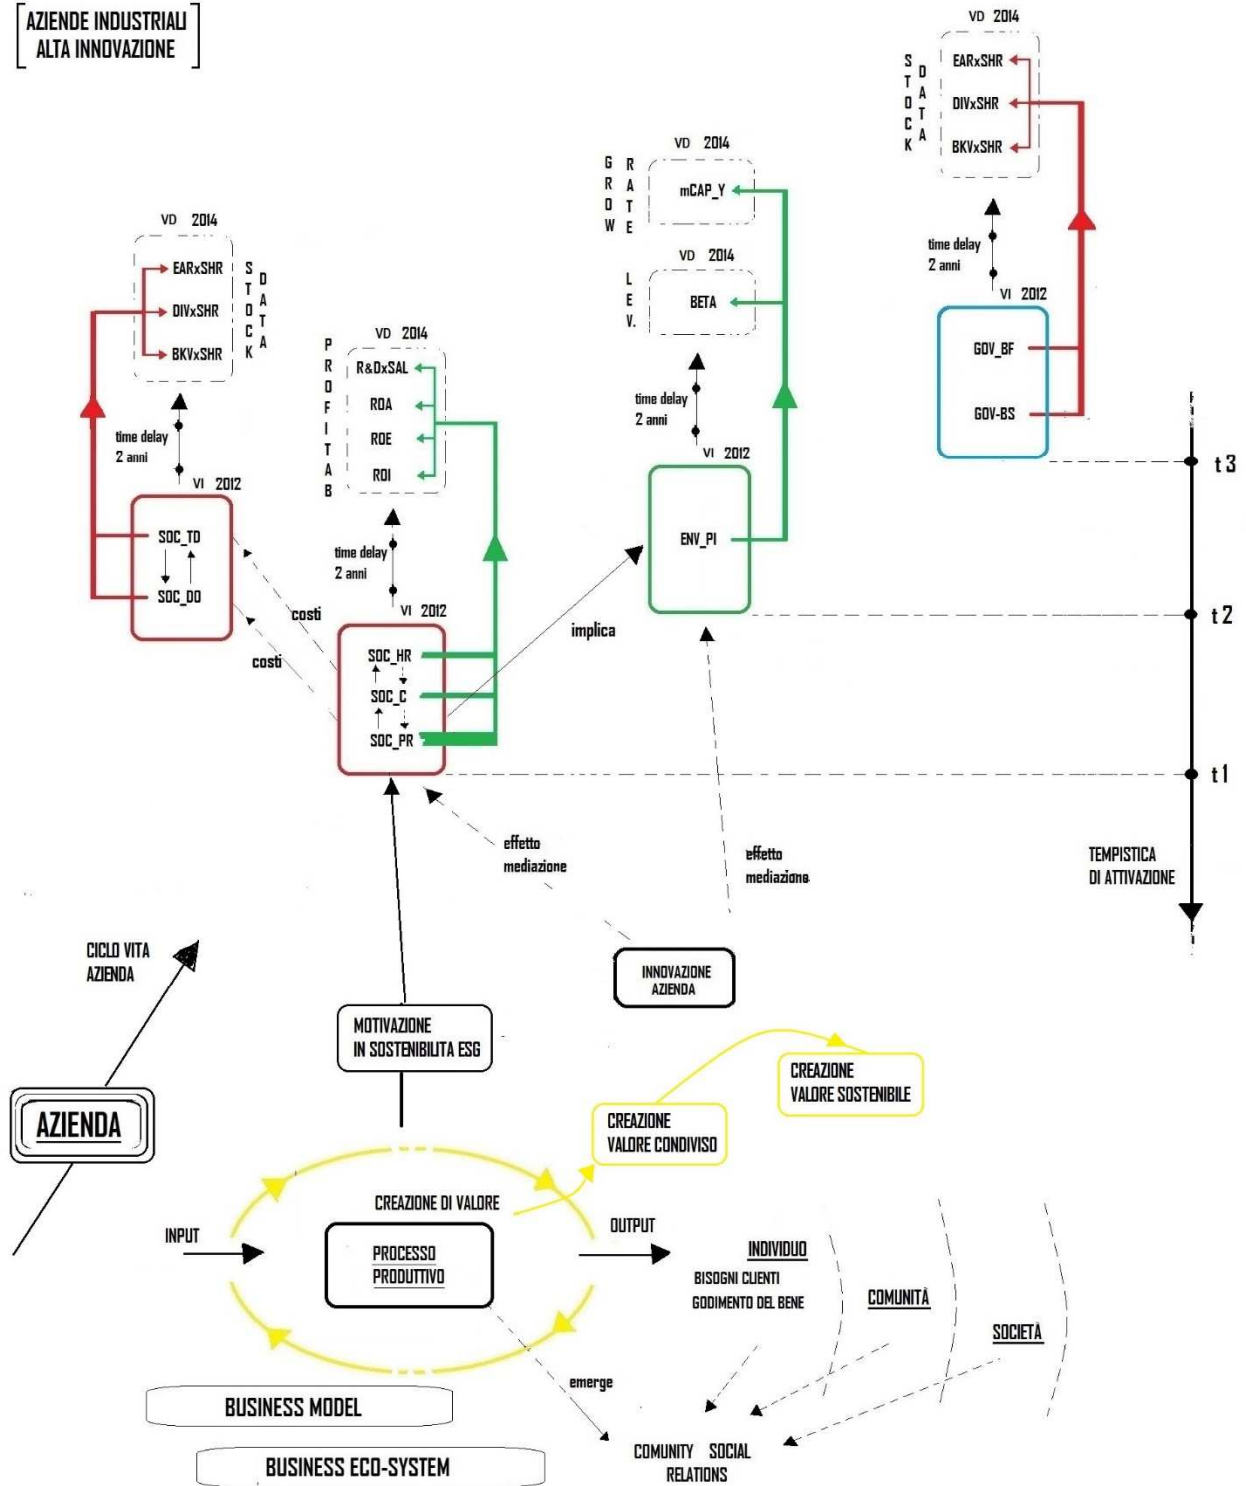 AZIENDE INDUSTRIALI
ALTA INNOVAZIONE
VD 2014
STOCK
DATA
EARxSHR
DIVxSHR
BKVxSHR
time delay
2 anni
VI 2012
GOV_BF
GOV-BS
t3
VD 2014
GROW
RATE
mCAP_Y
VD 2014
LEV.
BETA
time delay
2 anni
VI 2012
ENV_PI
t2
VD 2014
EARxSHR
DIVxSHR
BKVxSHR
STOCK
DATA
time delay
2 anni
VI 2012
SOC_TD
SOC_DO
VD 2014
PROFITAB
R&DxSAL
ROA
ROE
ROI
time delay
2 anni
VI 2012
SOC_HR
SOC_C
SOC_PR
costi
costi
implica
t1
effetto
mediazione
effetto
mediazione
TEMPISTICA
DI ATTIVAZIONE
CICLO VITA
AZIENDA
INNOVAZIONE
AZIENDA
MOTIVAZIONE
IN SOSTENIBILITA ESG
AZIENDA
CREAZIONE
VALORE SOSTENIBILE
CREAZIONE
VALORE CONDIVISO
CREAZIONE DI VALORE
INPUT
PROCESSO
PRODUTTIVO
OUTPUT
INDIVIDUO
BISOGNI CLIENTI
GODIMENTO DEL BENE
COMUNITÀ
SOCIETÀ
emerge
BUSINESS MODEL
BUSINESS ECO-SYSTEM
COMUNITY SOCIAL
RELATIONS